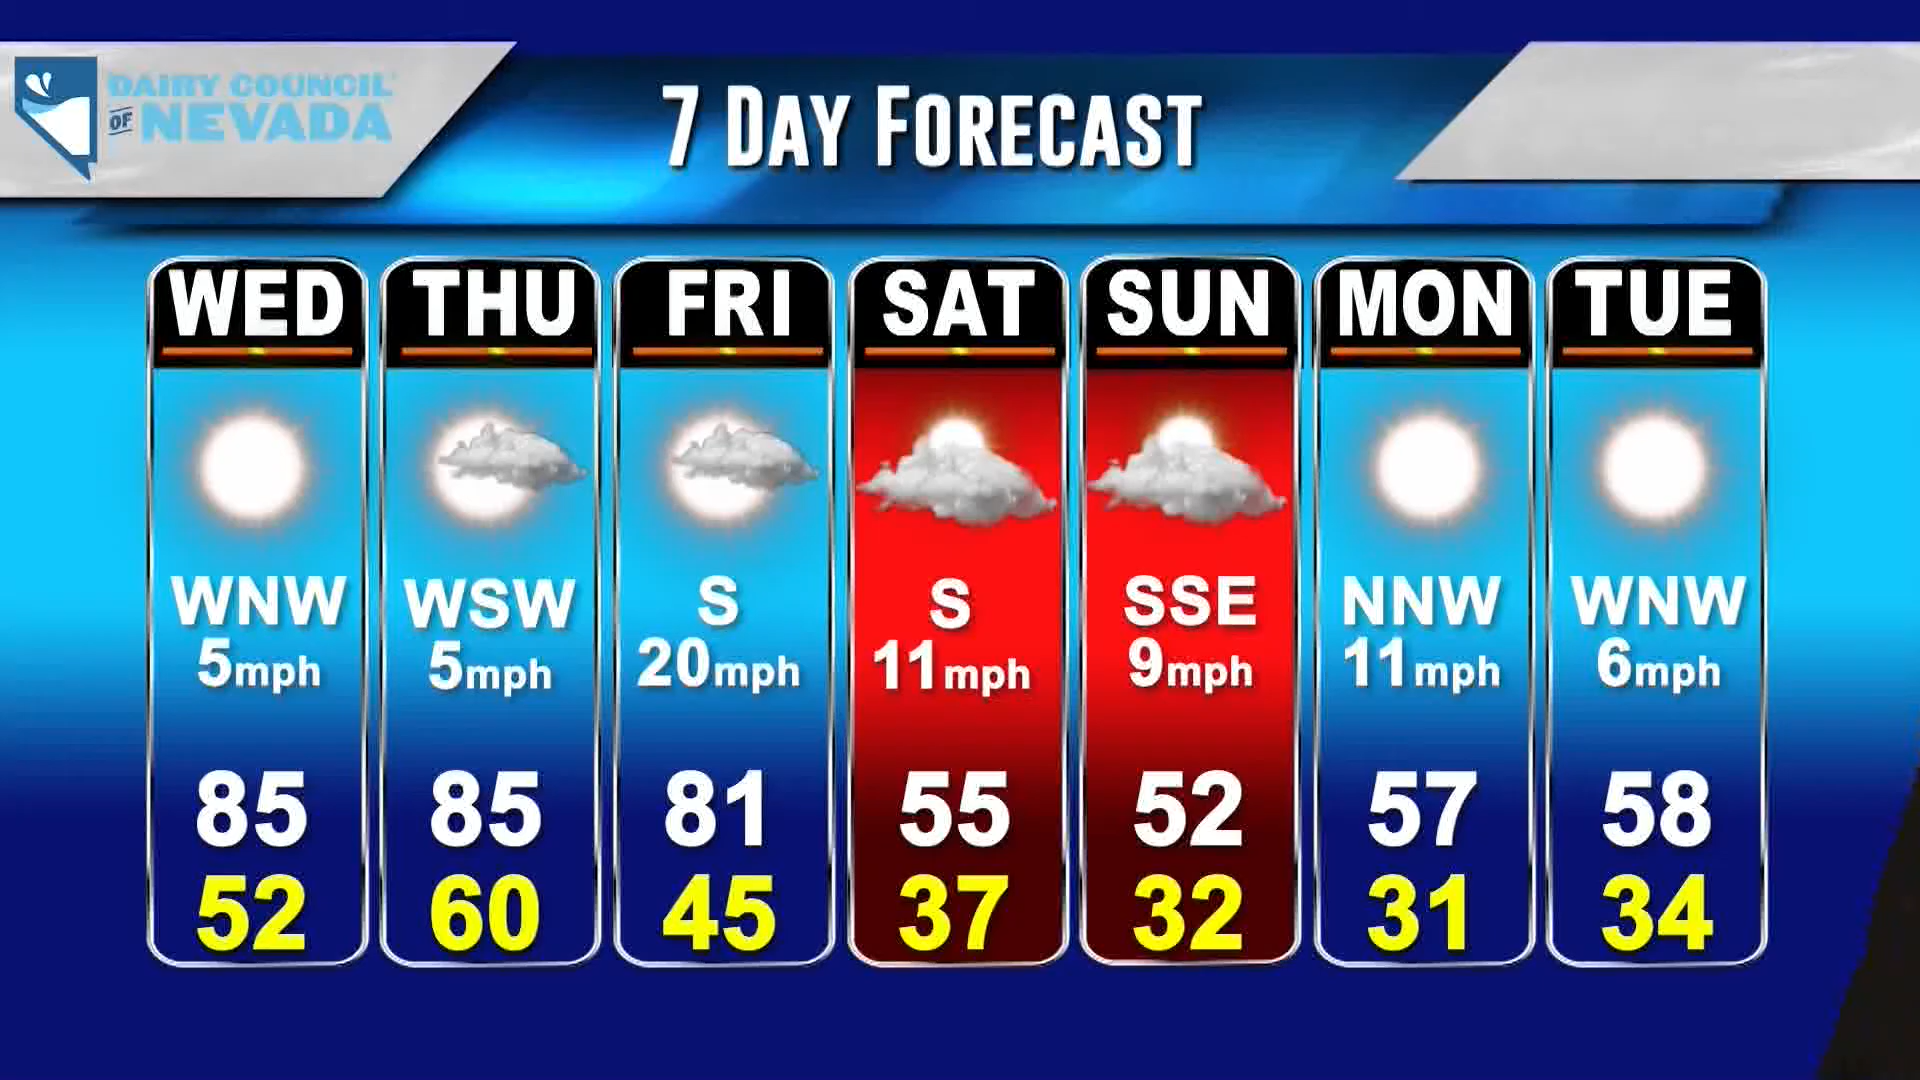 DAIRY COUNCIL
OF NEVADA
7 DAY FORECAST
WED THU FRI SAT SUN MON TUE
WNW WSW S S SSE NNW WNW
5mph 5mph 20mph 11mph 9mph 11mph 6mph
85 85 81 55 52 57 58
52 60 45 37 32 31 34